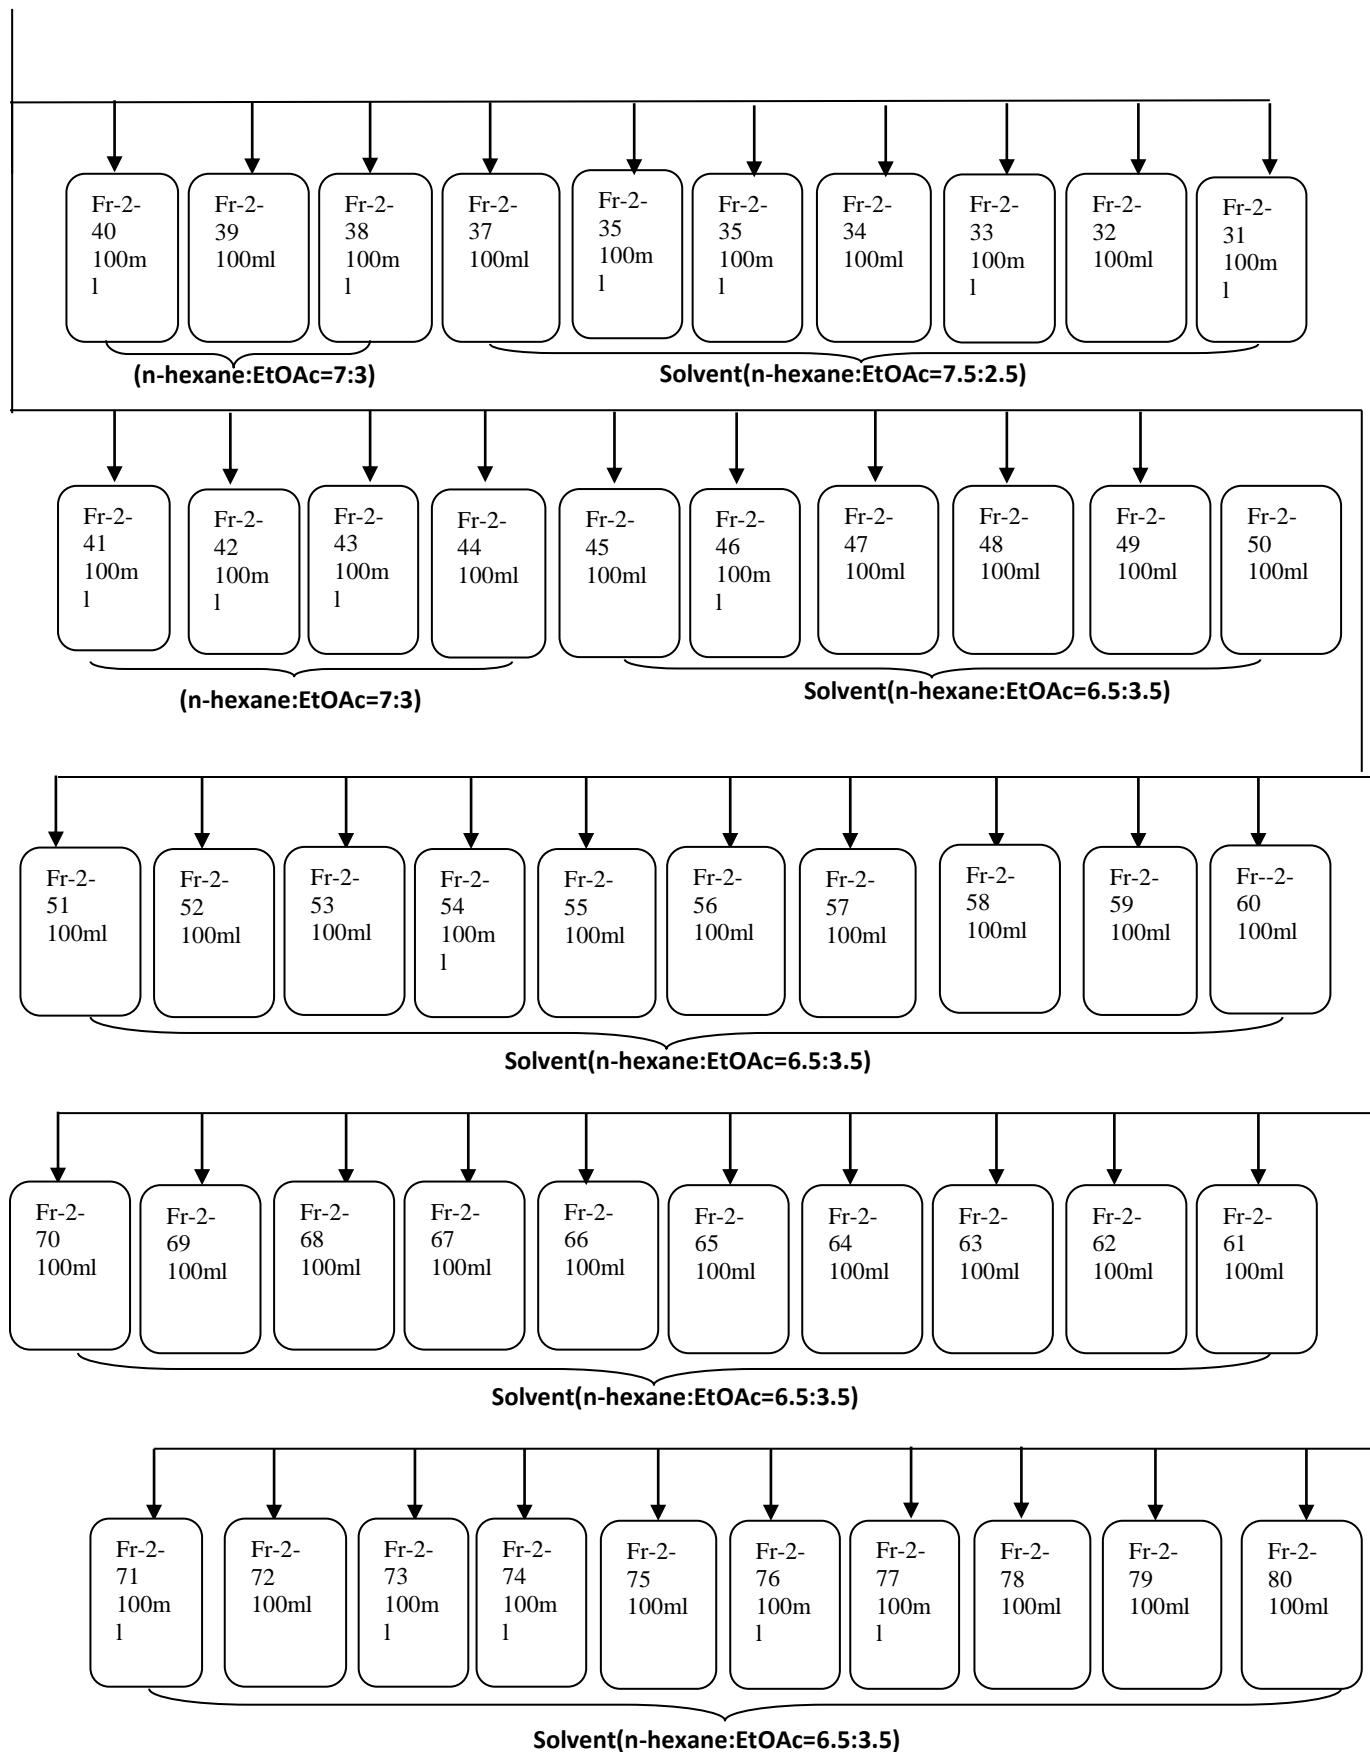 Fr-2-
40
100m
l
Fr-2-
39
100ml
Fr-2-
38
100m
l
Fr-2-
37
100ml
Fr-2-
35
100m
l
Fr-2-
35
100m
l
Fr-2-
34
100ml
Fr-2-
33
100m
l
Fr-2-
32
100ml
Fr-2-
31
100m
l
(n-hexane:EtOAc=7:3)
Solvent(n-hexane:EtOAc=7.5:2.5)
Fr-2-
41
100m
l
Fr-2-
42
100m
l
Fr-2-
43
100m
l
Fr-2-
44
100ml
Fr-2-
45
100ml
Fr-2-
46
100m
l
Fr-2-
47
100ml
Fr-2-
48
100ml
Fr-2-
49
100ml
Fr-2-
50
100ml
(n-hexane:EtOAc=7:3)
Solvent(n-hexane:EtOAc=6.5:3.5)
Fr-2-
51
100ml
Fr-2-
52
100ml
Fr-2-
53
100ml
Fr-2-
54
100m
l
Fr-2-
55
100ml
Fr-2-
56
100ml
Fr-2-
57
100ml
Fr-2-
58
100ml
Fr-2-
59
100ml
Fr--2-
60
100ml
Solvent(n-hexane:EtOAc=6.5:3.5)
Fr-2-
70
100ml
Fr-2-
69
100ml
Fr-2-
68
100ml
Fr-2-
67
100ml
Fr-2-
66
100ml
Fr-2-
65
100ml
Fr-2-
64
100ml
Fr-2-
63
100ml
Fr-2-
62
100ml
Fr-2-
61
100ml
Solvent(n-hexane:EtOAc=6.5:3.5)
Fr-2-
71
100m
l
Fr-2-
72
100ml
Fr-2-
73
100m
l
Fr-2-
74
100m
l
Fr-2-
75
100ml
Fr-2-
76
100m
l
Fr-2-
77
100m
l
Fr-2-
78
100ml
Fr-2-
79
100ml
Fr-2-
80
100ml
Solvent(n-hexane:EtOAc=6.5:3.5)